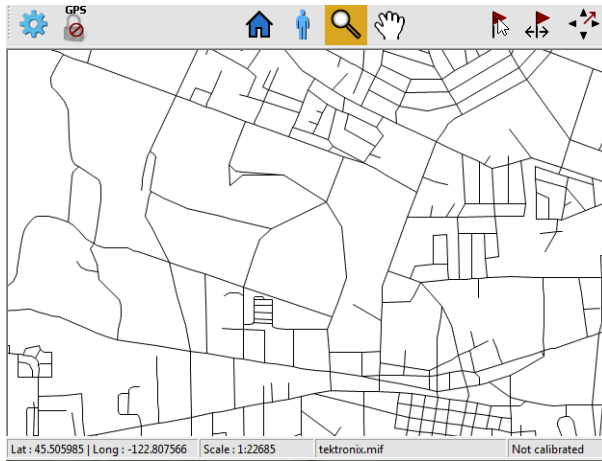 GPS
Lat : 45.505985 | Long : -122.807566 Scale : 1:22685 tektronix.mif Not calibrated